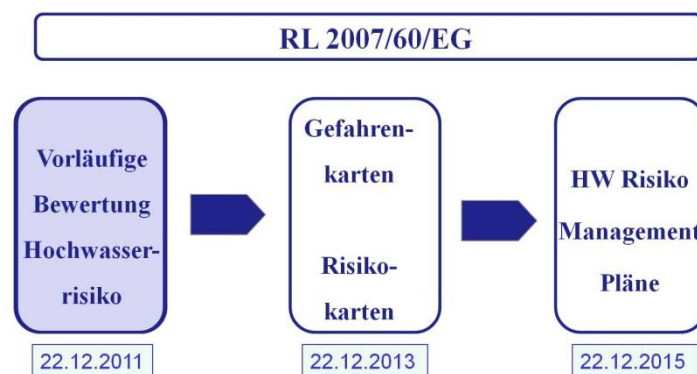 RL 2007/60/EG
Vorläufige
Bewertung
Hochwasser-
risiko
Gefahren-
karten
Risiko-
karten
HW Risiko
Management
Pläne
22.12.2011
22.12.2013
22.12.2015